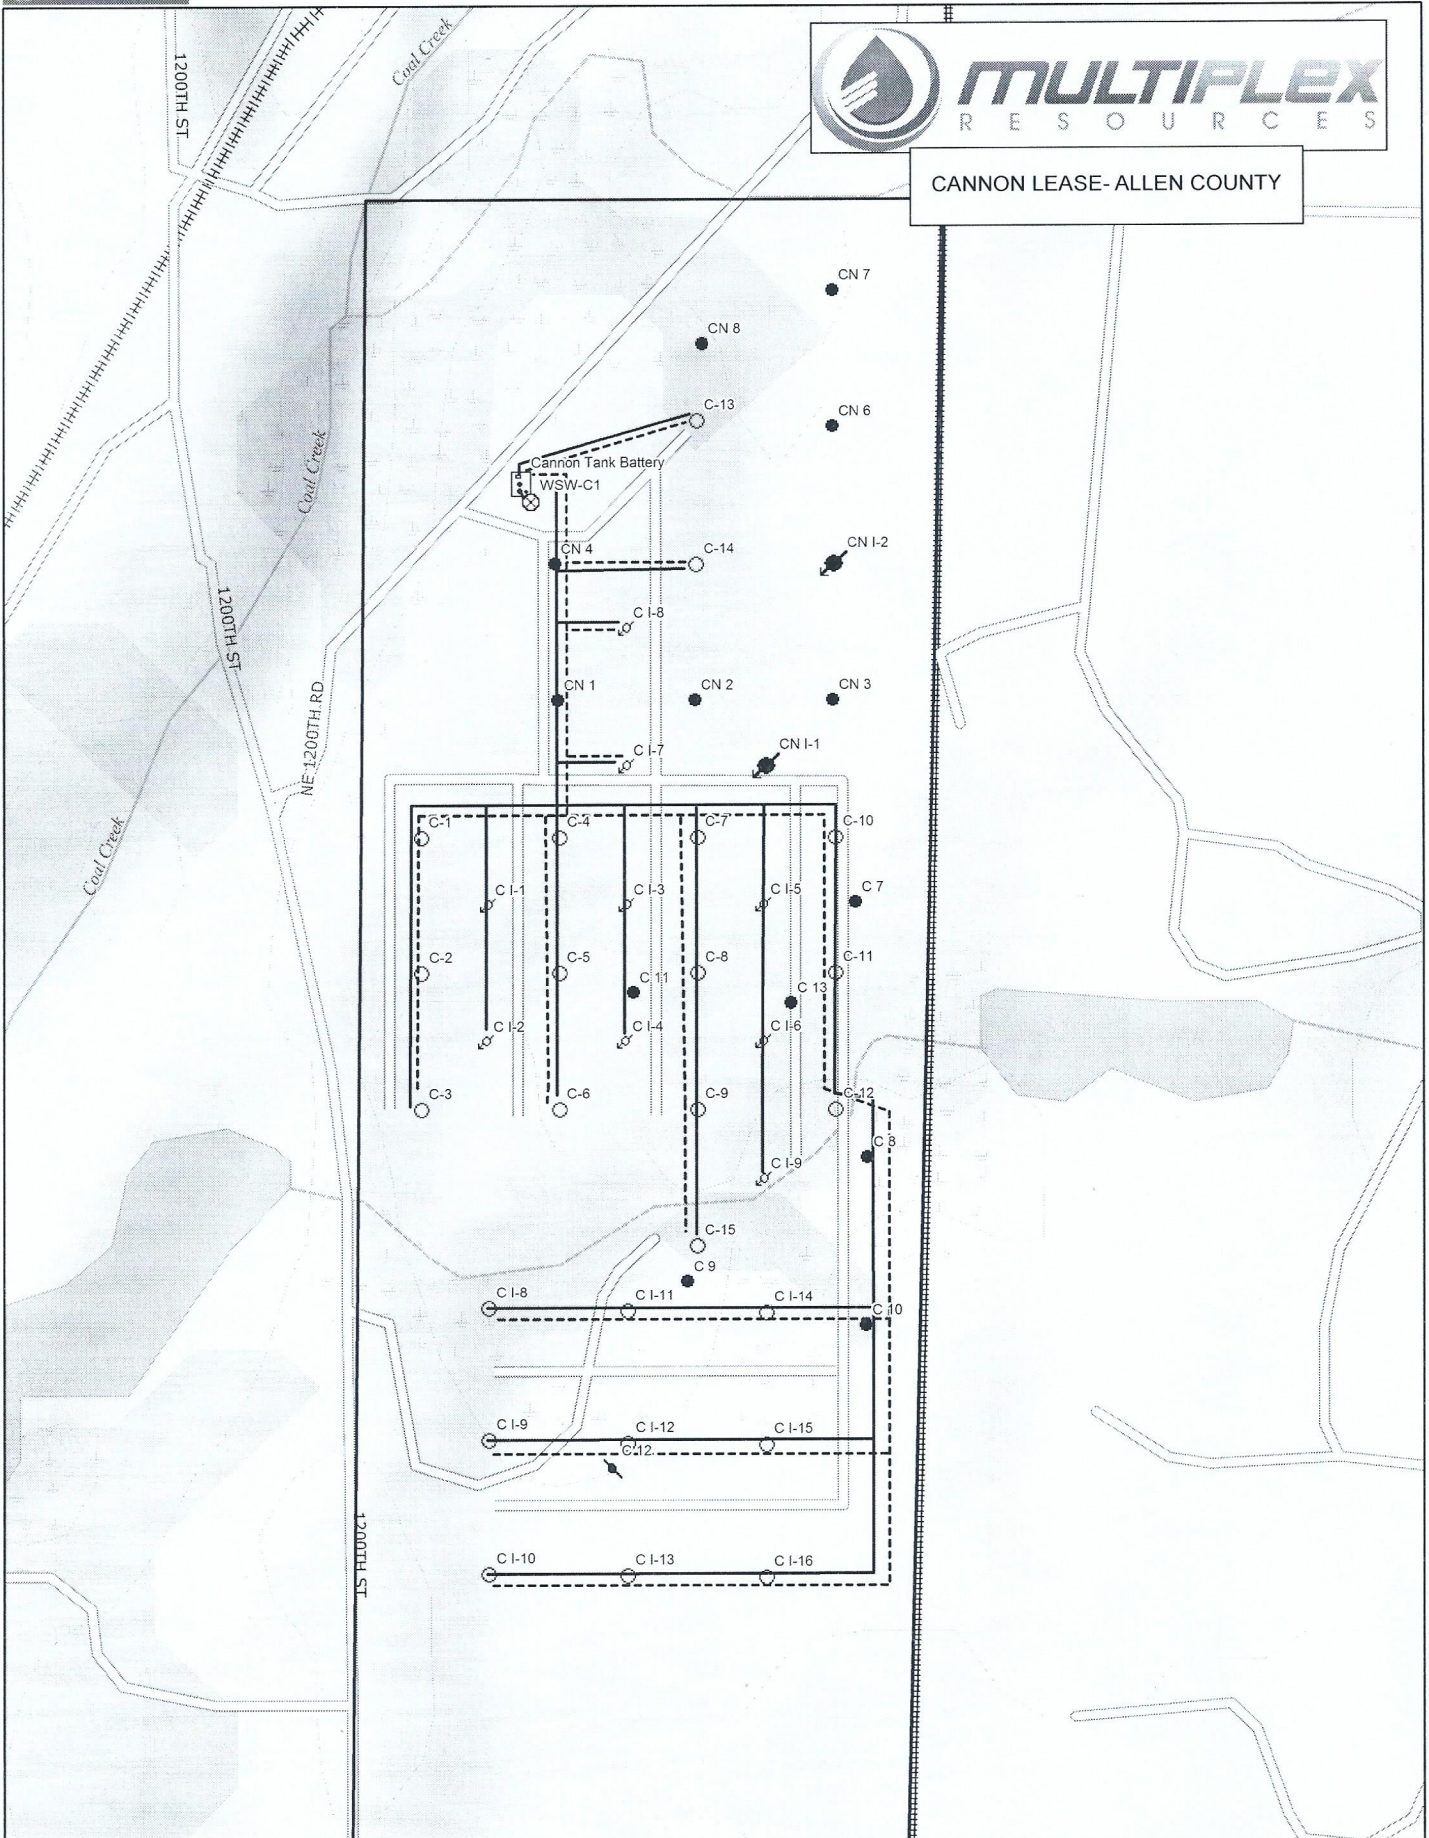 MULTIPLEX
RESOURCES
CANNON LEASE- ALLEN COUNTY
1200TH ST
Coal Creek
CN 7
CN 8
C-13
CN 6
Cannon Tank Battery
WSW-C1
Coal Creek
CN 4
C-14
CN I-2
C I-8
1200TH ST
NE 1200TH RD
CN 1
CN 2
CN 3
C I-7
CN I-1
Coal Creek
C-1
C-4
C-7
C-10
C I-1
C I-3
C I-5
C 7
C-2
C-5
C-8
C-11
C 11
C 13
C I-2
C I-4
C I-6
C-3
C-6
C-9
C-12
C 8
C I-9
C-15
C 9
C I-8
C I-11
C I-14
C 10
C I-9
C I-12
C I-15
C 12
1200TH ST
C I-10
C I-13
C I-16